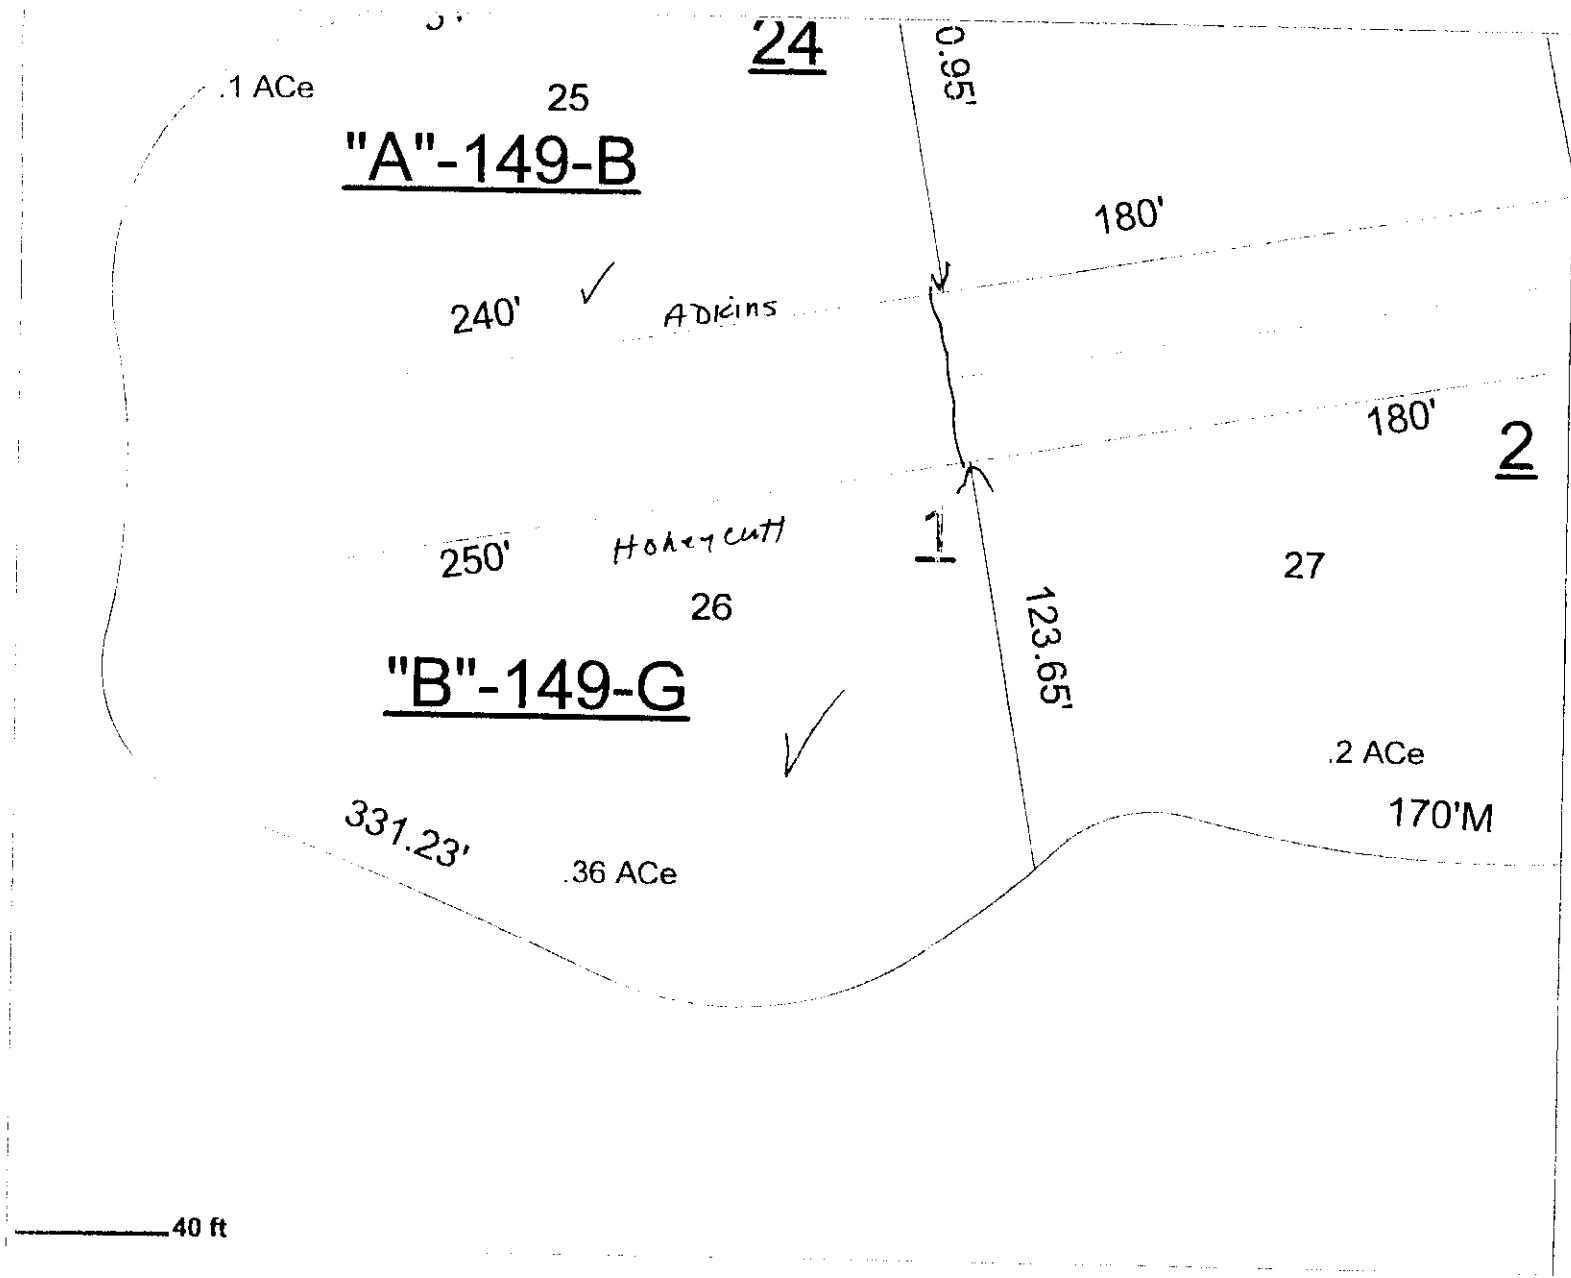 24
0.95'
.1 ACe
25
"A"-149-B
180'
240'
ADkins
180'
2
250'
Honeycutt
1
26
27
123.65'
"B"-149-G
.2 ACe
170'M
331.23'
.36 ACe
40 ft